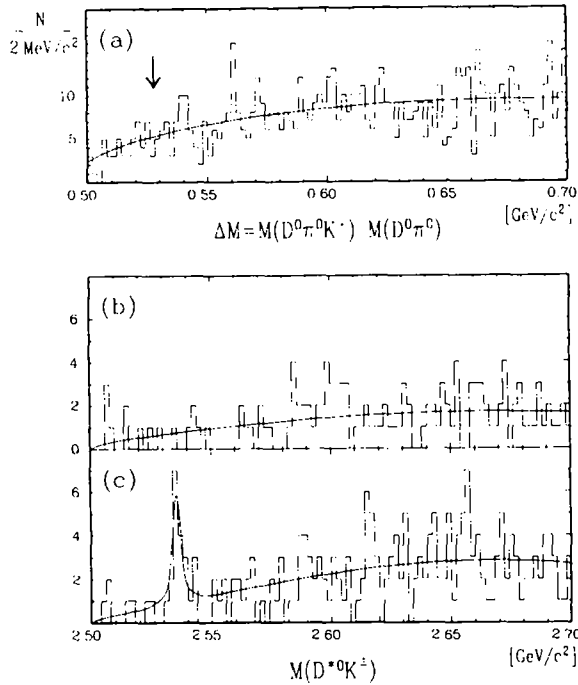 N
2 MeV/c²
(a)
10
5
0.50 0.55 0.60 0.65 0.70
[GeV/c²]
ΔM = M(D⁰π⁰K⁺) M(D⁰π⁰)
(b)
6
4
2
0
(c)
6
4
2
2.50 2.55 2.60 2.65 2.70
M(D*⁰K±) [GeV/c²]